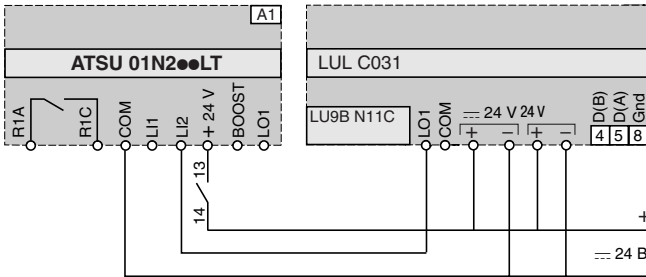 A1
ATSU 01N2●●LT
LUL C031
R1A
R1C
COM
LI1
LI2
+ 24 V
BOOST
LO1
LU9B N11C
LO1
COM
24 V 24 V
+ − + −
D(B)
D(A)
Gnd
4 5 8
13
14
+
24 В